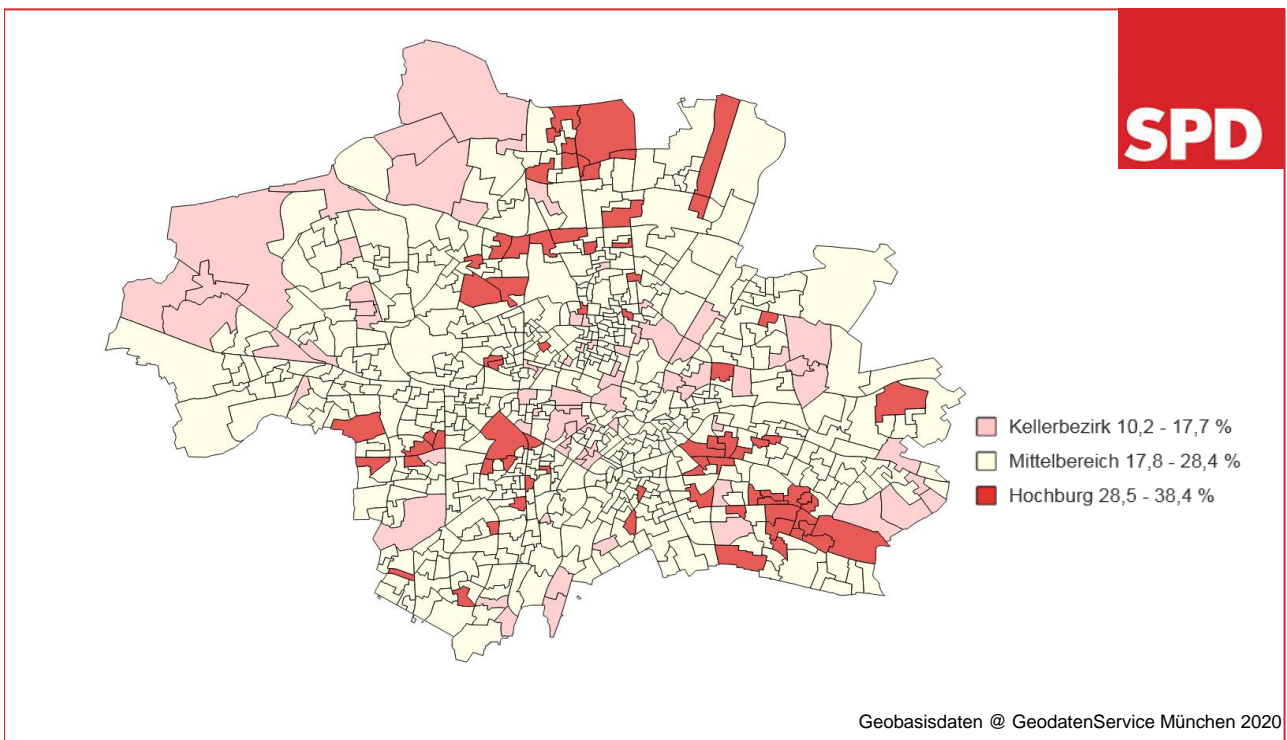 SPD
Kellerbezirk 10,2 - 17,7 %
Mittelbereich 17,8 - 28,4 %
Hochburg 28,5 - 38,4 %
Geobasisdaten @ GeodatenService München 2020